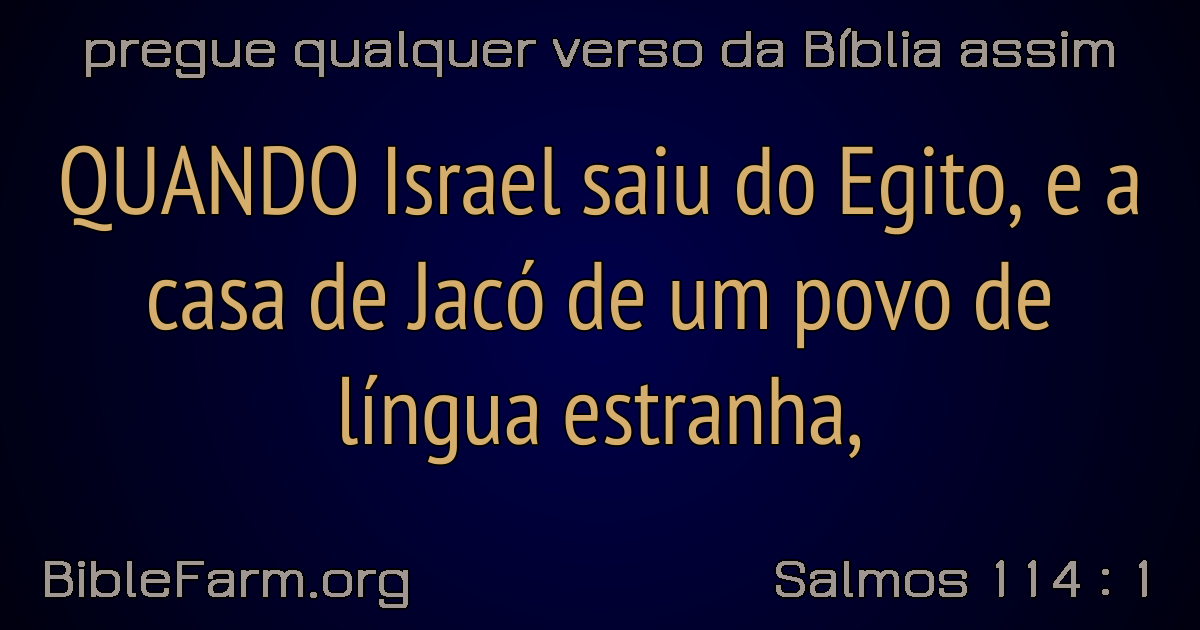 pregue qualquer verso da Bíblia assim
QUANDO Israel saiu do Egito, e a
casa de Jacó de um povo de
língua estranha,
BibleFarm.org
Salmos 114 : 1